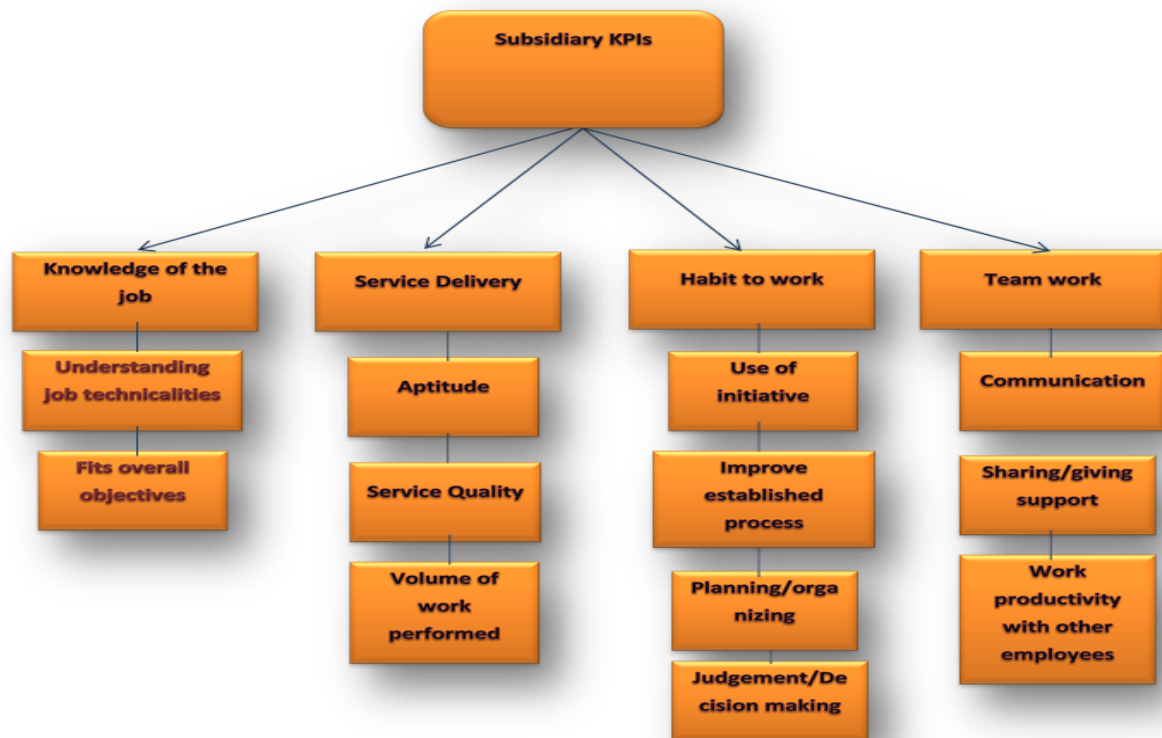 Subsidiary KPIs
Knowledge of the
job
Understanding
job technicalities
Fits overall
objectives
Service Delivery
Aptitude
Service Quality
Volume of
work
performed
Habit to work
Use of
initiative
Improve
established
process
Planning/orga
nizing
Judgement/De
cision making
Team work
Communication
Sharing/giving
support
Work
productivity
with other
employees